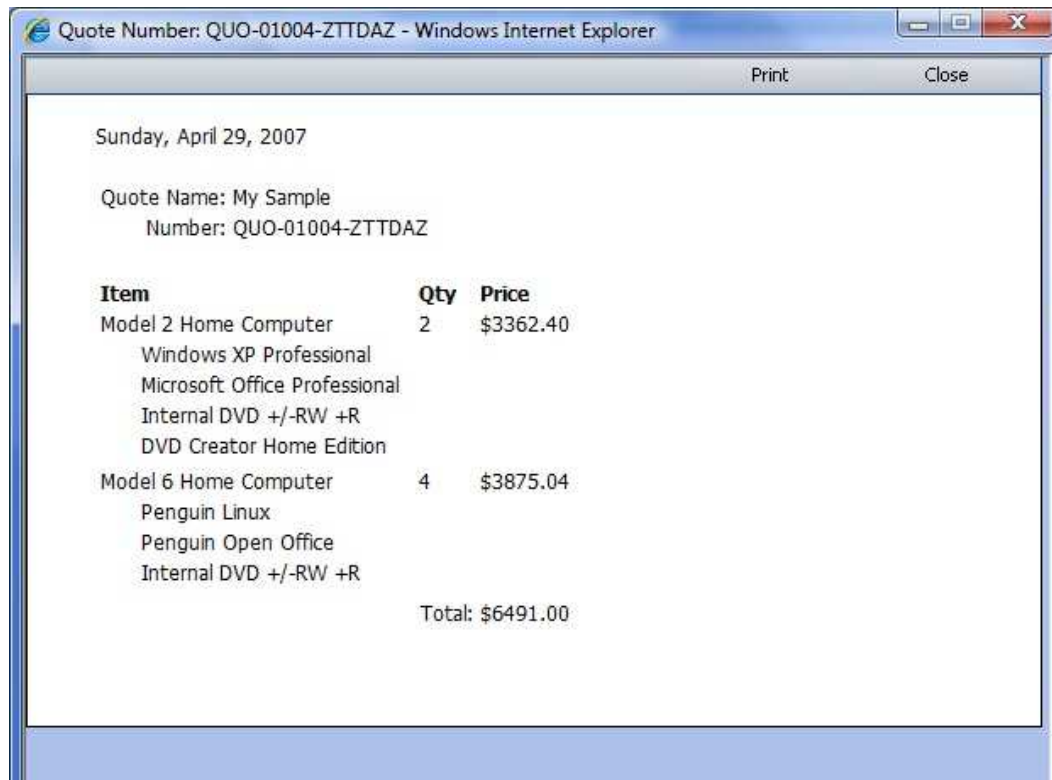 Quote Number: QUO-01004-ZTTDAZ - Windows Internet Explorer
Print Close
Sunday, April 29, 2007
Quote Name: My Sample
Number: QUO-01004-ZTTDAZ
Item Qty Price
Model 2 Home Computer 2 $3362.40
Windows XP Professional
Microsoft Office Professional
Internal DVD +/-RW +R
DVD Creator Home Edition
Model 6 Home Computer 4 $3875.04
Penguin Linux
Penguin Open Office
Internal DVD +/-RW +R
Total: $6491.00